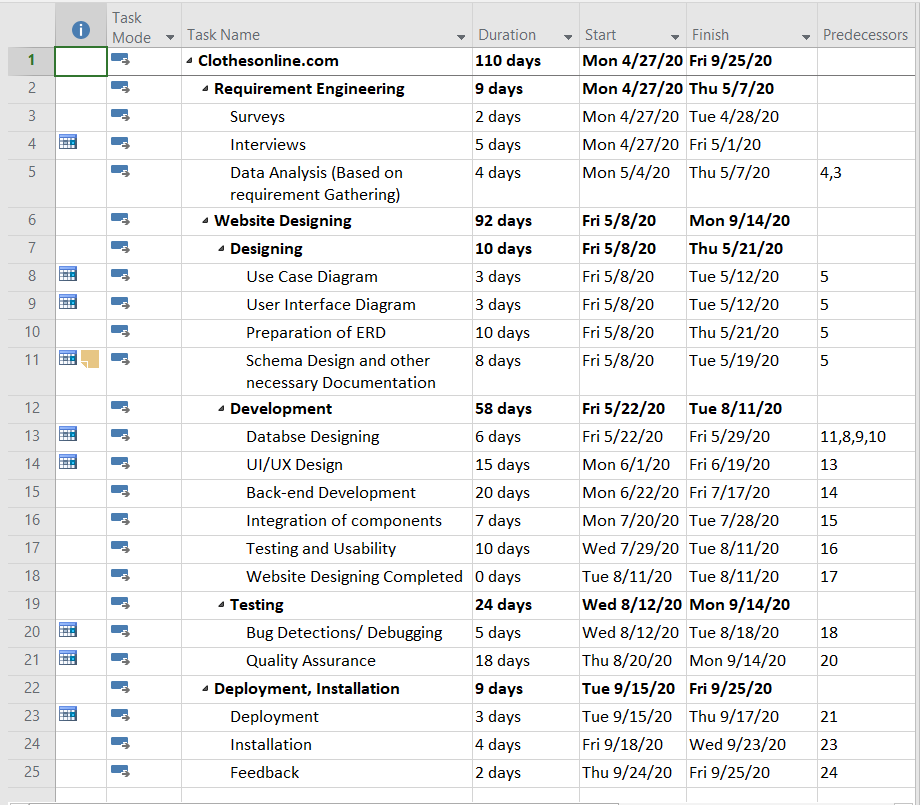 i Task Mode Task Name Duration Start Finish Predecessors
1 Clothesonline.com 110 days Mon 4/27/20 Fri 9/25/20
2 Requirement Engineering 9 days Mon 4/27/20 Thu 5/7/20
3 Surveys 2 days Mon 4/27/20 Tue 4/28/20
4 Interviews 5 days Mon 4/27/20 Fri 5/1/20
5 Data Analysis (Based on 4 days Mon 5/4/20 Thu 5/7/20 4,3
requirement Gathering)
6 Website Designing 92 days Fri 5/8/20 Mon 9/14/20
7 Designing 10 days Fri 5/8/20 Thu 5/21/20
8 Use Case Diagram 3 days Fri 5/8/20 Tue 5/12/20 5
9 User Interface Diagram 3 days Fri 5/8/20 Tue 5/12/20 5
10 Preparation of ERD 10 days Fri 5/8/20 Thu 5/21/20 5
11 Schema Design and other 8 days Fri 5/8/20 Tue 5/19/20 5
necessary Documentation
12 Development 58 days Fri 5/22/20 Tue 8/11/20
13 Databse Designing 6 days Fri 5/22/20 Fri 5/29/20 11,8,9,10
14 UI/UX Design 15 days Mon 6/1/20 Fri 6/19/20 13
15 Back-end Development 20 days Mon 6/22/20 Fri 7/17/20 14
16 Integration of components 7 days Mon 7/20/20 Tue 7/28/20 15
17 Testing and Usability 10 days Wed 7/29/20 Tue 8/11/20 16
18 Website Designing Completed 0 days Tue 8/11/20 Tue 8/11/20 17
19 Testing 24 days Wed 8/12/20 Mon 9/14/20
20 Bug Detections/ Debugging 5 days Wed 8/12/20 Tue 8/18/20 18
21 Quality Assurance 18 days Thu 8/20/20 Mon 9/14/20 20
22 Deployment, Installation 9 days Tue 9/15/20 Fri 9/25/20
23 Deployment 3 days Tue 9/15/20 Thu 9/17/20 21
24 Installation 4 days Fri 9/18/20 Wed 9/23/20 23
25 Feedback 2 days Thu 9/24/20 Fri 9/25/20 24